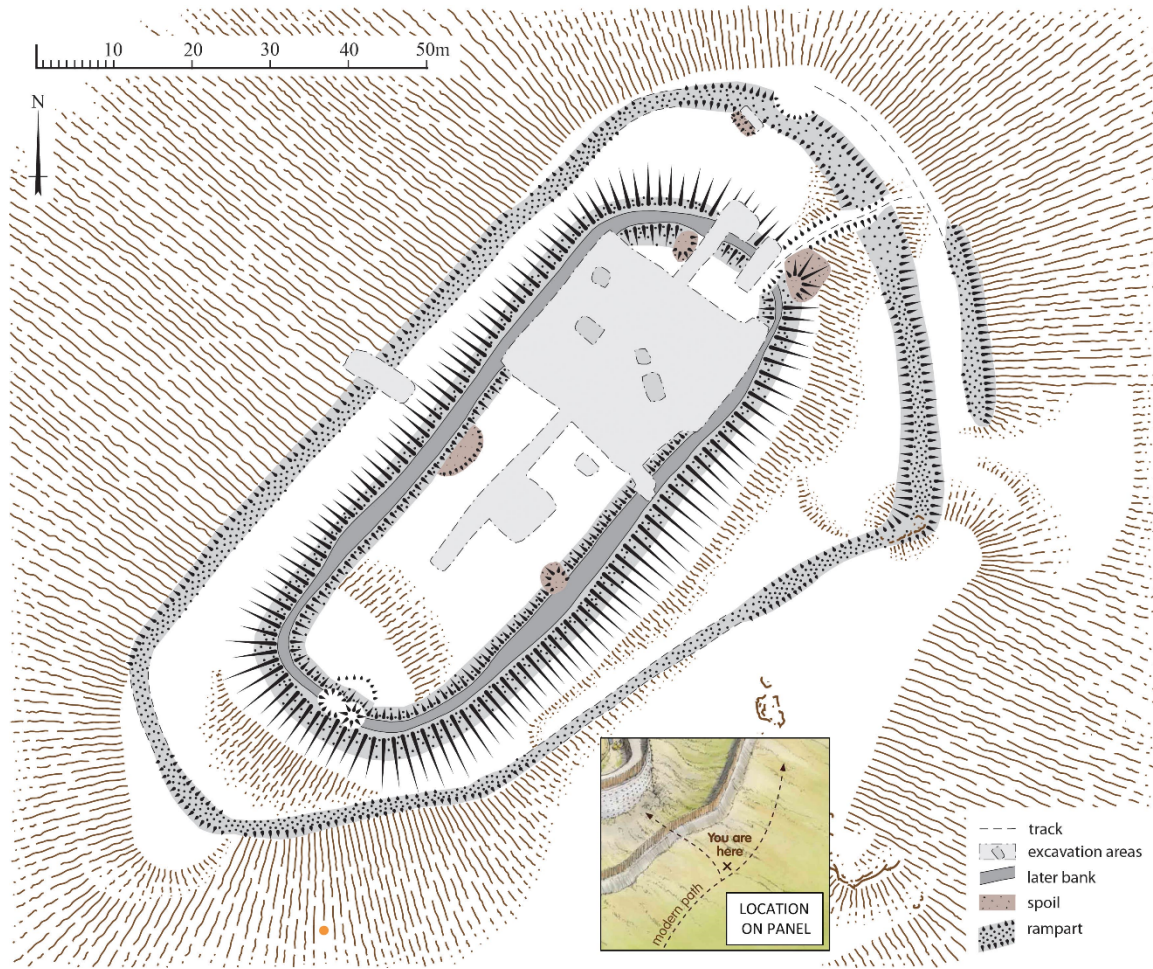 10 20 30 40 50m
N
You are
here
modern path
LOCATION
ON PANEL
track
excavation areas
later bank
spoil
rampart